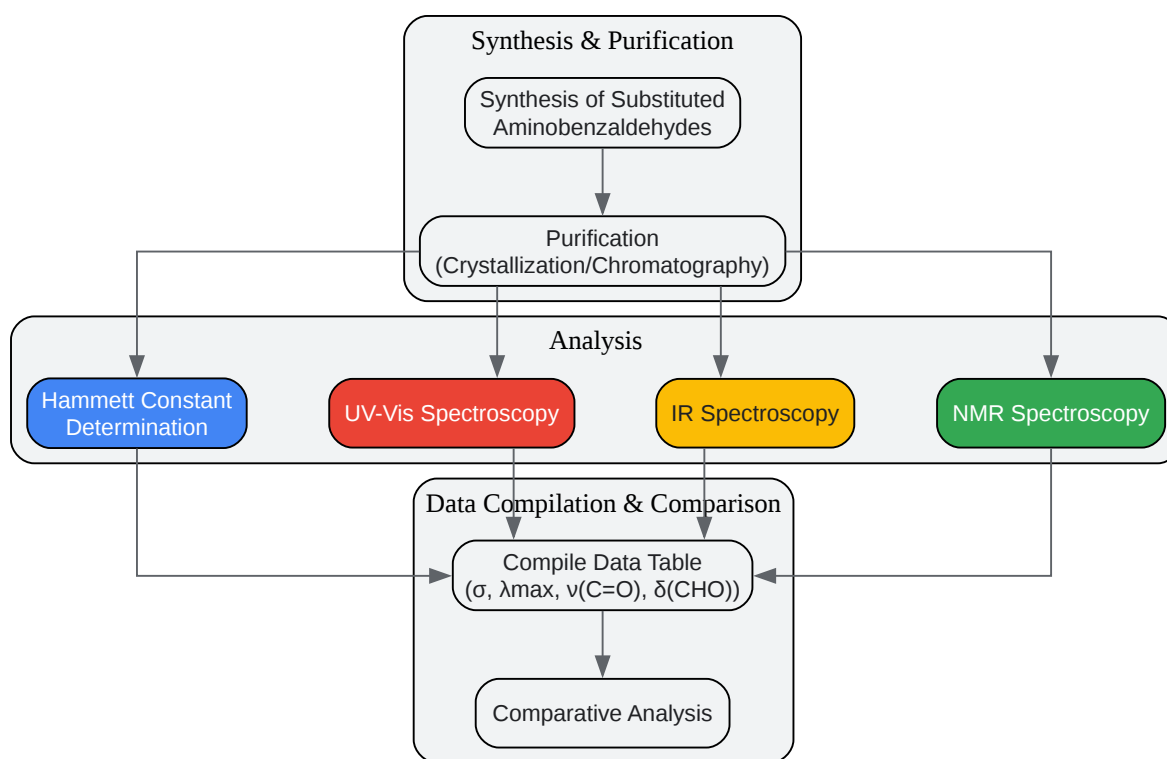 Synthesis & Purification
Synthesis of Substituted
Aminobenzaldehydes
Purification
(Crystallization/Chromatography)
Analysis
Hammett Constant
Determination
UV-Vis Spectroscopy
IR Spectroscopy
NMR Spectroscopy
Data Compilation & Comparison
Compile Data Table
(σ, λmax, ν(C=O), δ(CHO))
Comparative Analysis